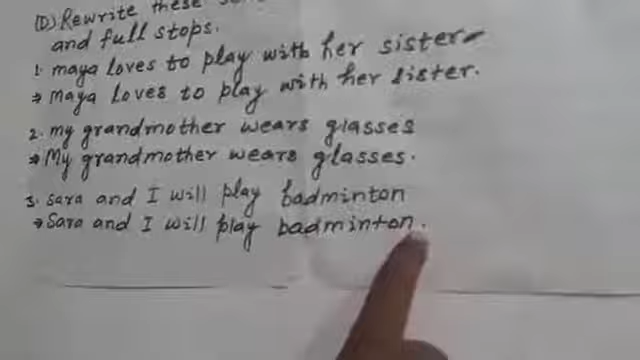 (D) Rewrite these
and full stops.
1. maya loves to play with her sister
→ Maya loves to play with her sister.
2. my grandmother wears glasses
→ My grandmother wears glasses.
3. sara and I will play badminton
→ Sara and I will play badminton.